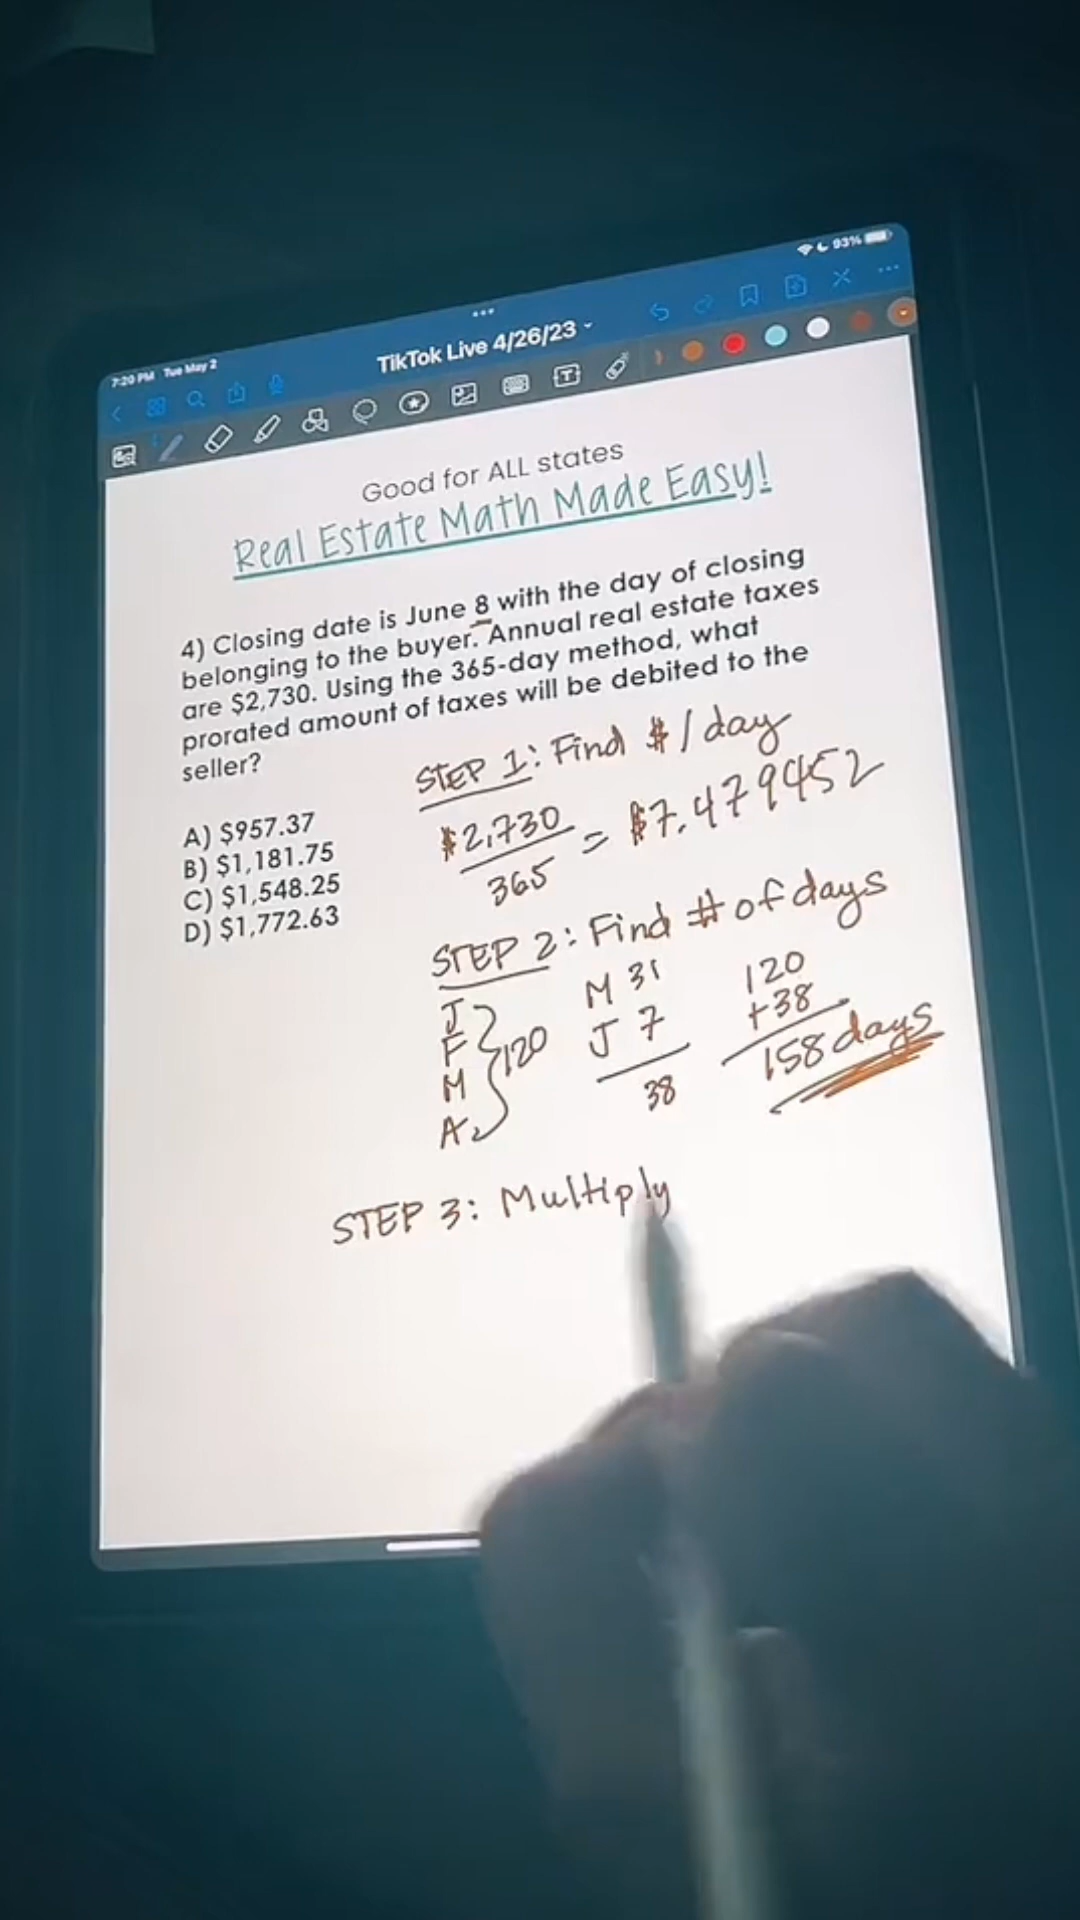 7:20 PM Tue May 2
93%
TikTok Live 4/26/23
Good for ALL states
Real Estate Math Made Easy!
4) Closing date is June 8 with the day of closing
belonging to the buyer. Annual real estate taxes
are $2,730. Using the 365-day method, what
prorated amount of taxes will be debited to the
seller?
A) $957.37
B) $1,181.75
C) $1,548.25
D) $1,772.63
STEP 1: Find $/day
$2,730
365
= $7.479452
STEP 2: Find # of days
J
F
M
A
120
M 31
J 7
38
120
+38
158 days
STEP 3: Multiply